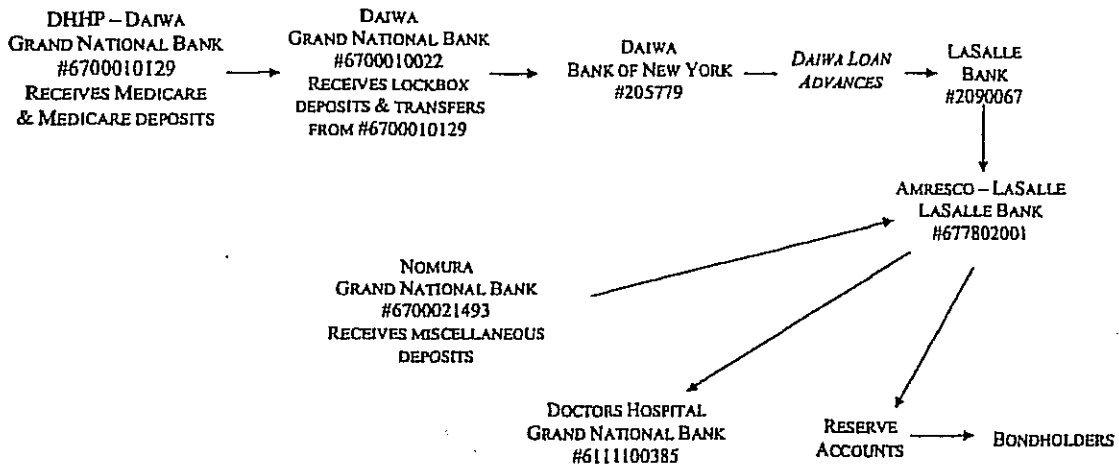 DHHP – DAIWA
GRAND NATIONAL BANK
#6700010129
RECEIVES MEDICARE
& MEDICARE DEPOSITS
DAIWA
GRAND NATIONAL BANK
#6700010022
RECEIVES LOCKBOX
DEPOSITS & TRANSFERS
FROM #6700010129
DAIWA
BANK OF NEW YORK
#205779
DAIWA LOAN
ADVANCES
LASALLE
BANK
#2090067
AMRESCO – LASALLE
LASALLE BANK
#677802001
NOMURA
GRAND NATIONAL BANK
#6700021493
RECEIVES MISCELLANEOUS
DEPOSITS
DOCTORS HOSPITAL
GRAND NATIONAL BANK
#6111100385
RESERVE
ACCOUNTS
BONDHOLDERS